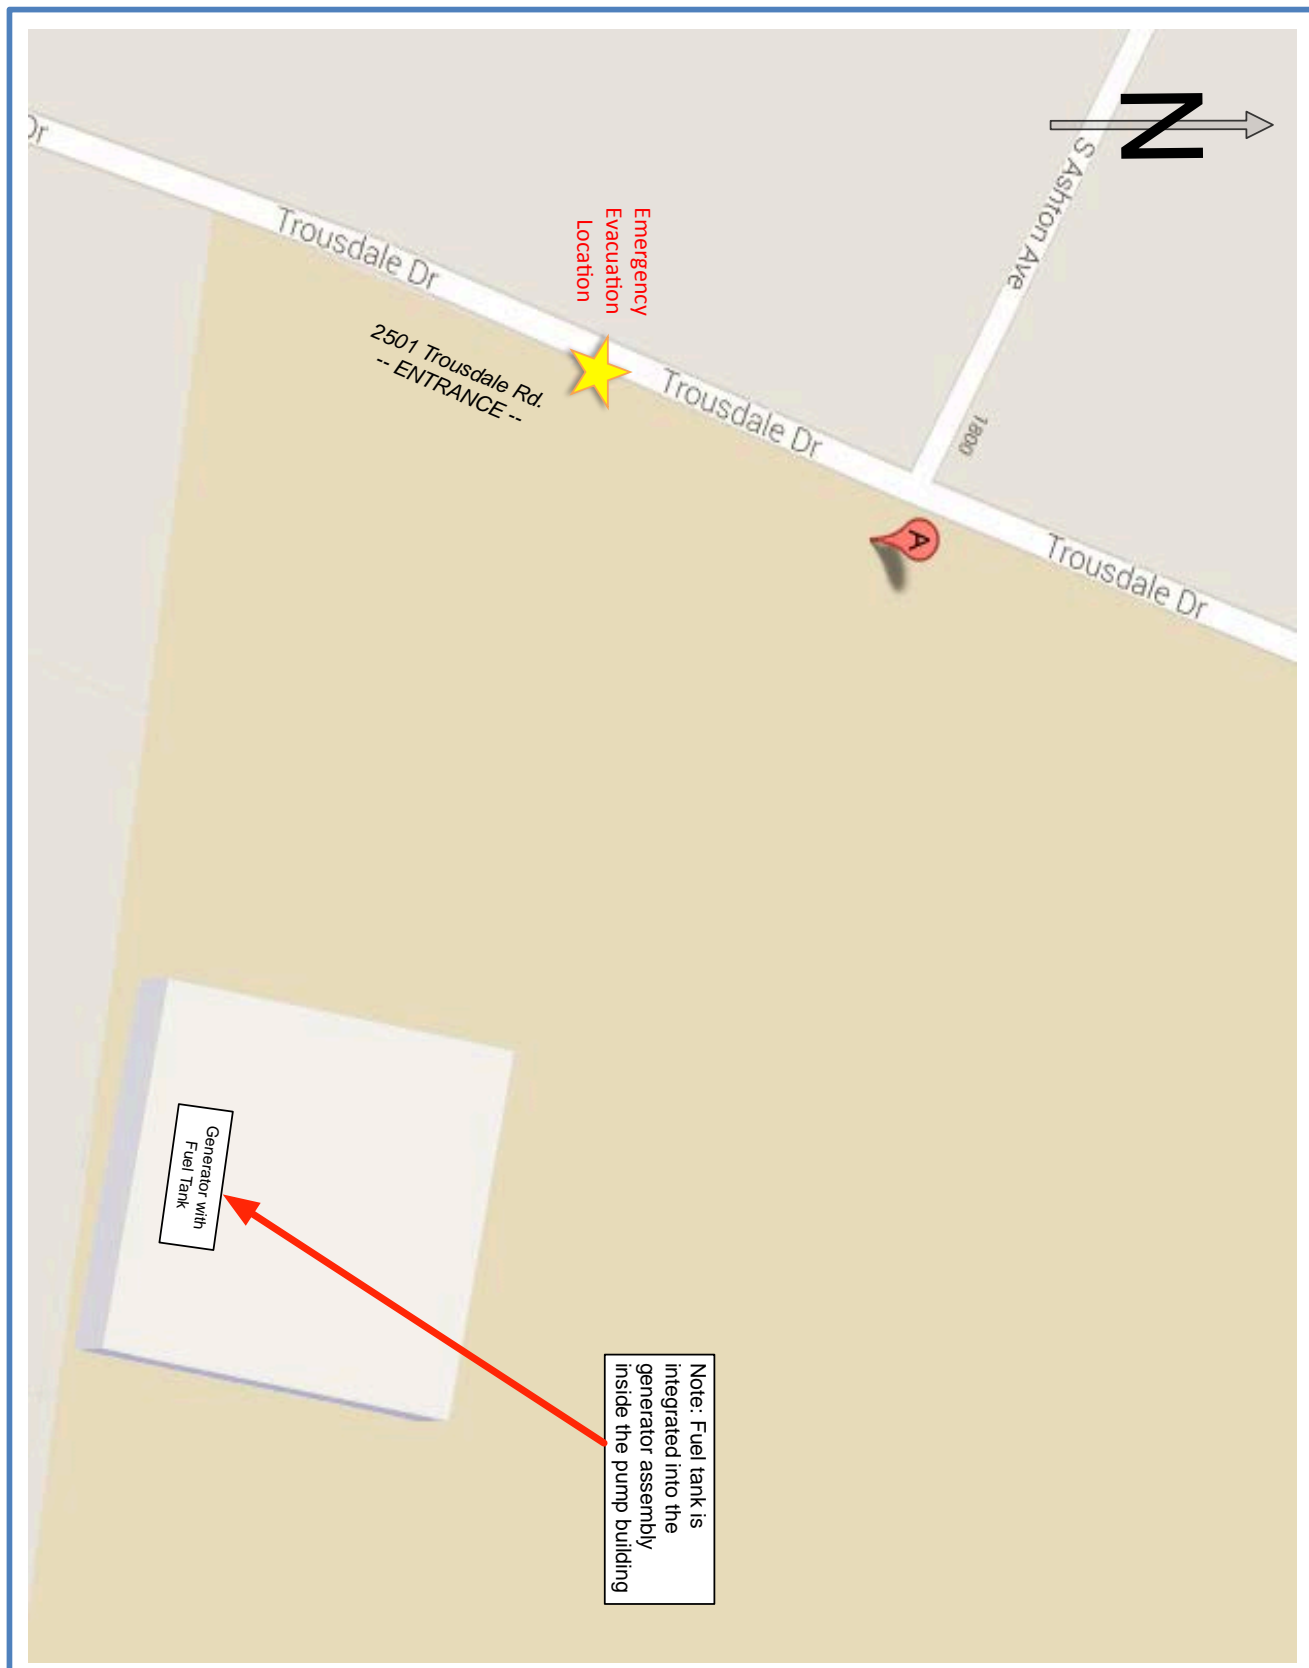 N
S Ashton Ave
1800
Dr
Trousdale Dr
Trousdale Dr
Trousdale Dr
Emergency
Evacuation
Location
2501 Trousdale Rd.
-- ENTRANCE --
A
Generator with
Fuel Tank
Note: Fuel tank is
integrated into the
generator assembly
inside the pump building